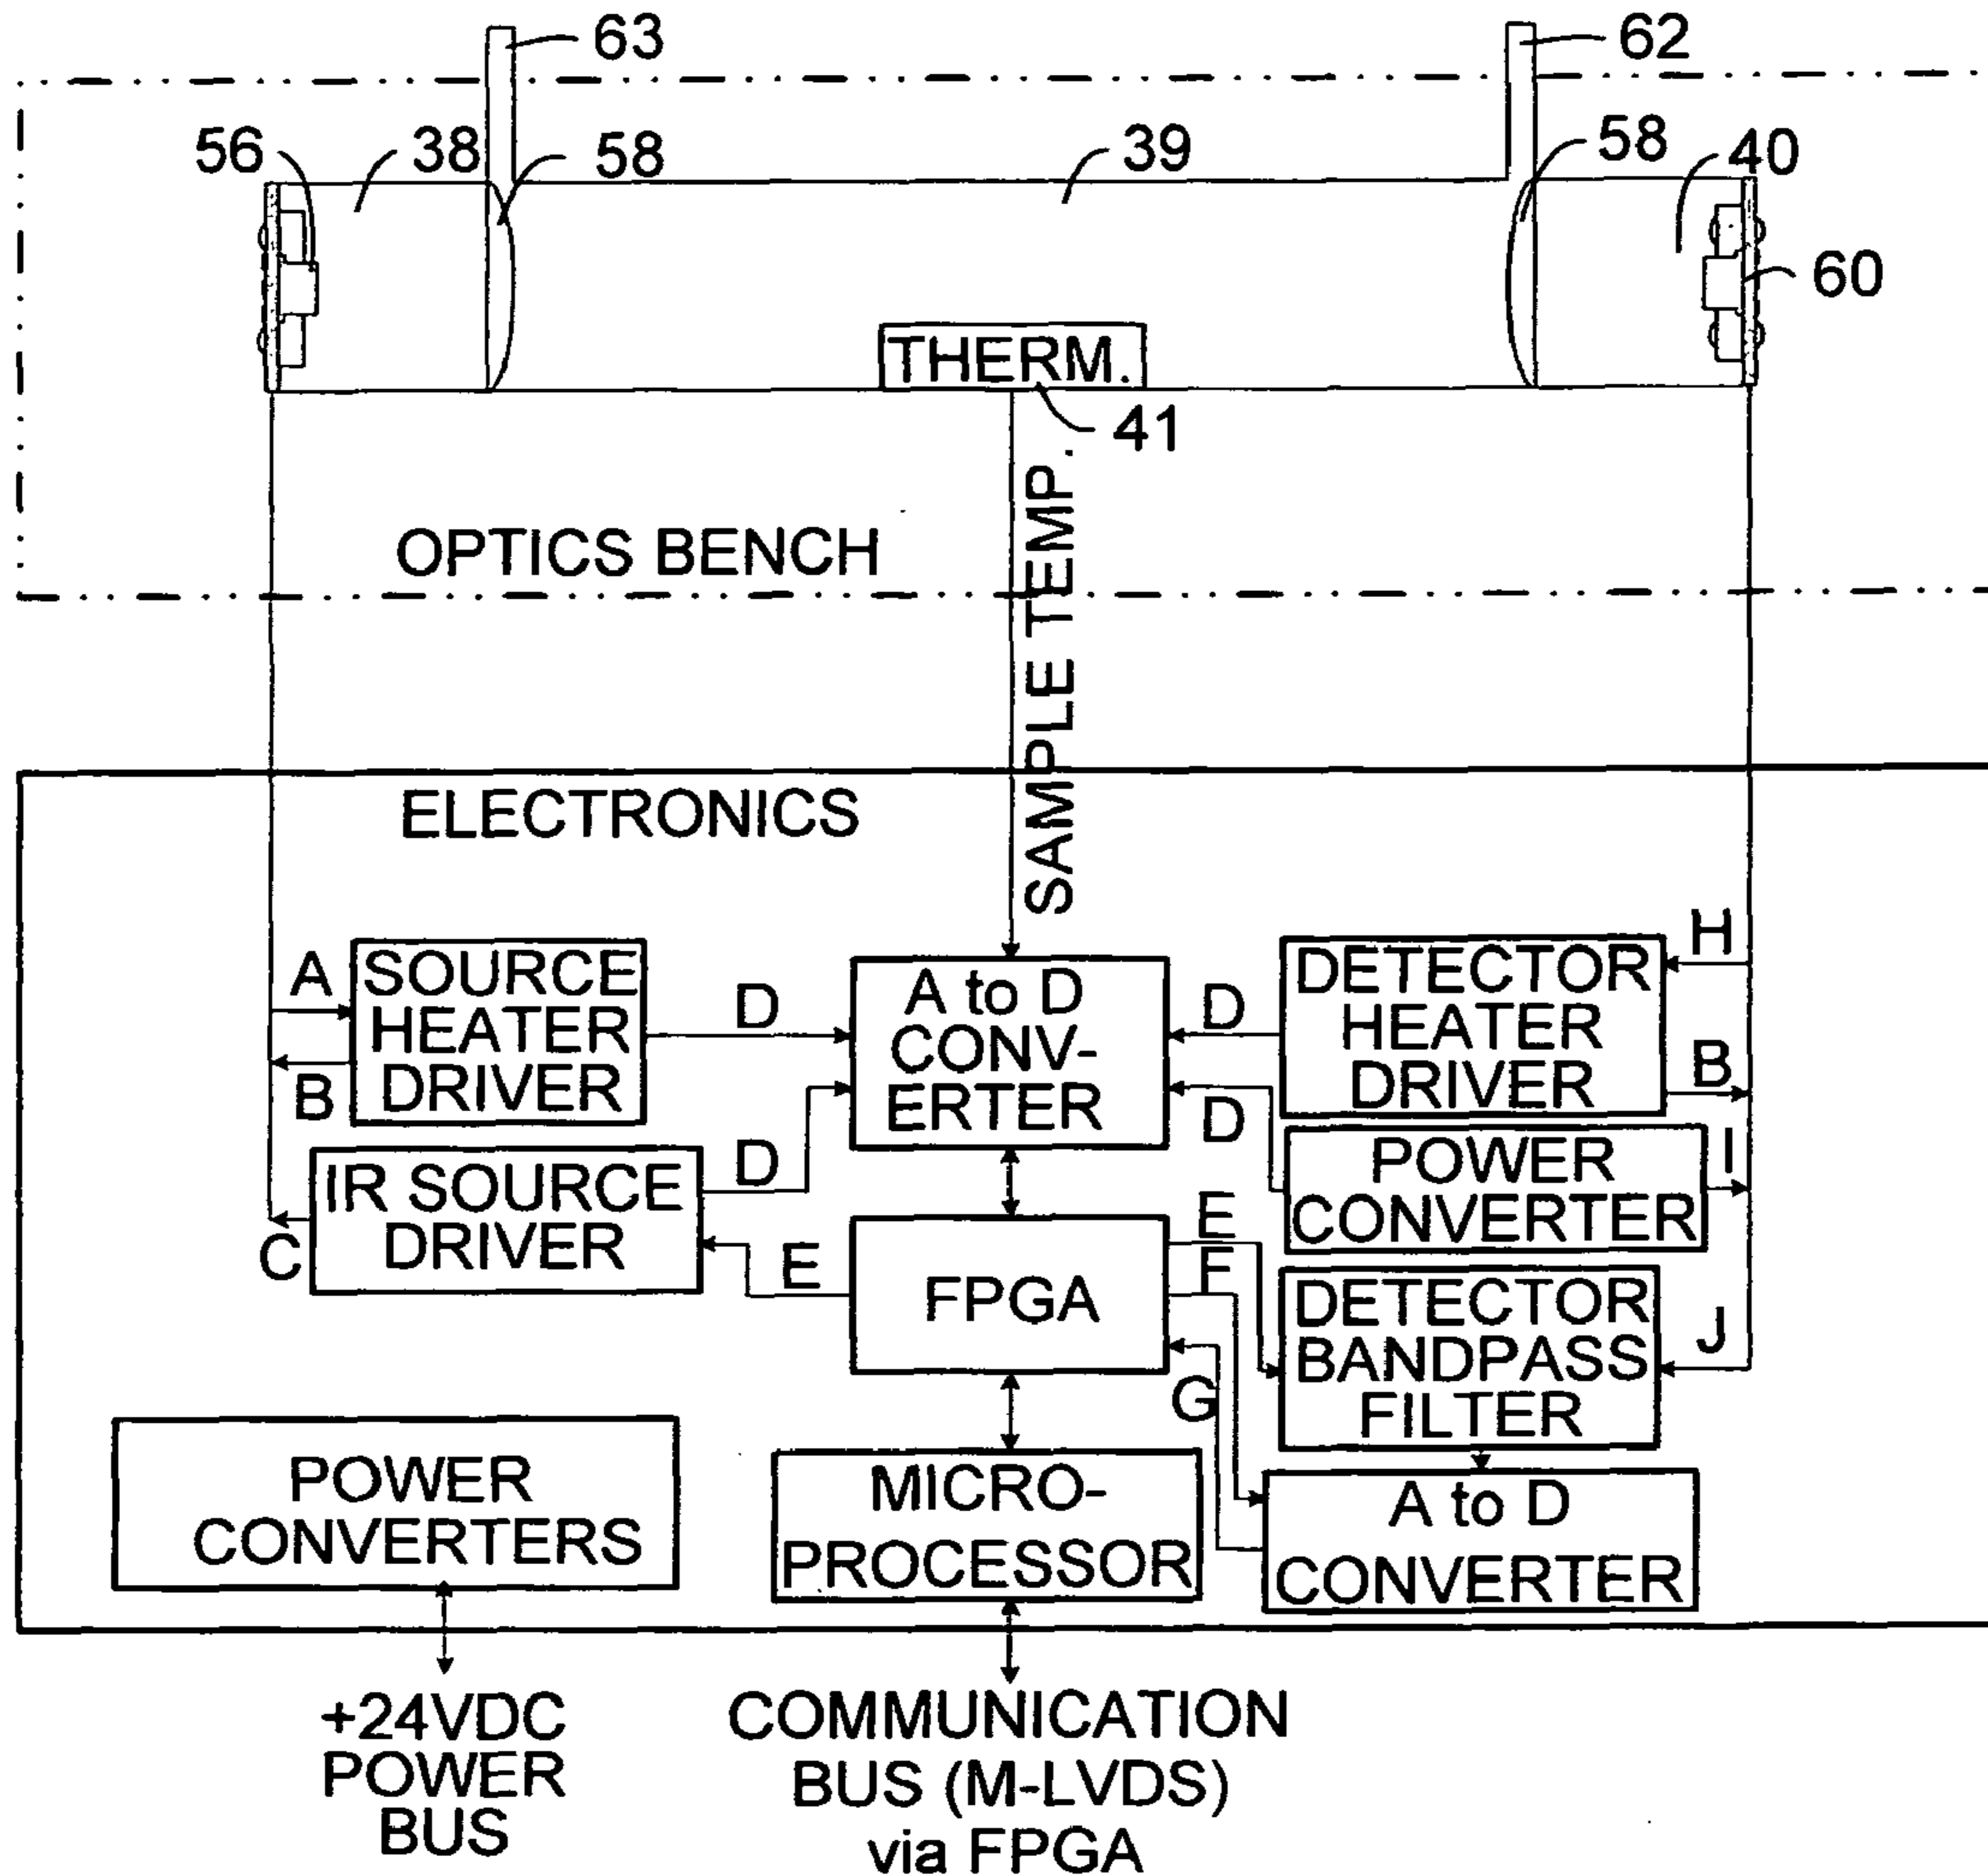 63
62
56
38
58
39
58
40
60
THERM.
41
OPTICS BENCH
SAMPLE TEMP.
ELECTRONICS
A
SOURCE
HEATER
DRIVER
B
D
A to D
CONV-
ERTER
D
DETECTOR
HEATER
DRIVER
H
B
IR SOURCE
DRIVER
C
D
D
POWER
CONVERTER
I
E
FPGA
E
F
G
DETECTOR
BANDPASS
FILTER
J
POWER
CONVERTERS
MICRO-
PROCESSOR
A to D
CONVERTER
+24VDC
POWER
BUS
COMMUNICATION
BUS (M-LVDS)
via FPGA